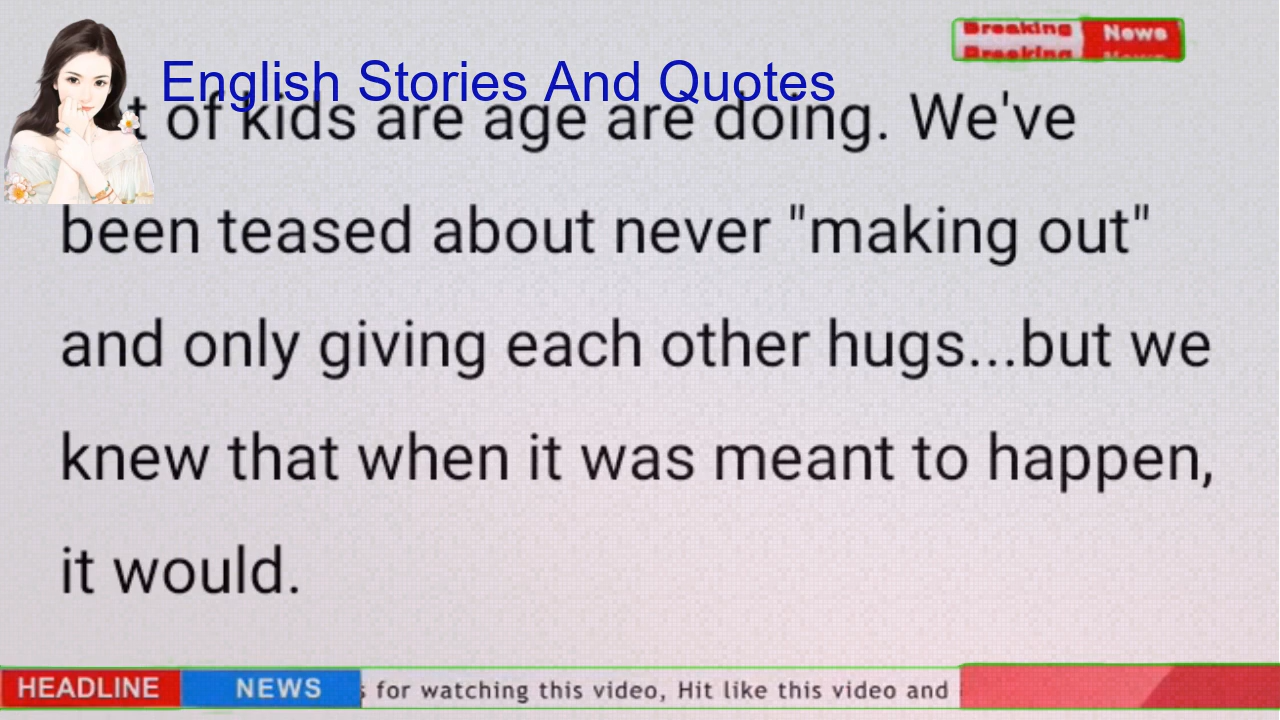 English Stories And Quotes
Breaking News
Breaking News
of kids are age are doing. We've
been teased about never "making out"
and only giving each other hugs...but we
knew that when it was meant to happen,
it would.
HEADLINE NEWS for watching this video, Hit like this video and